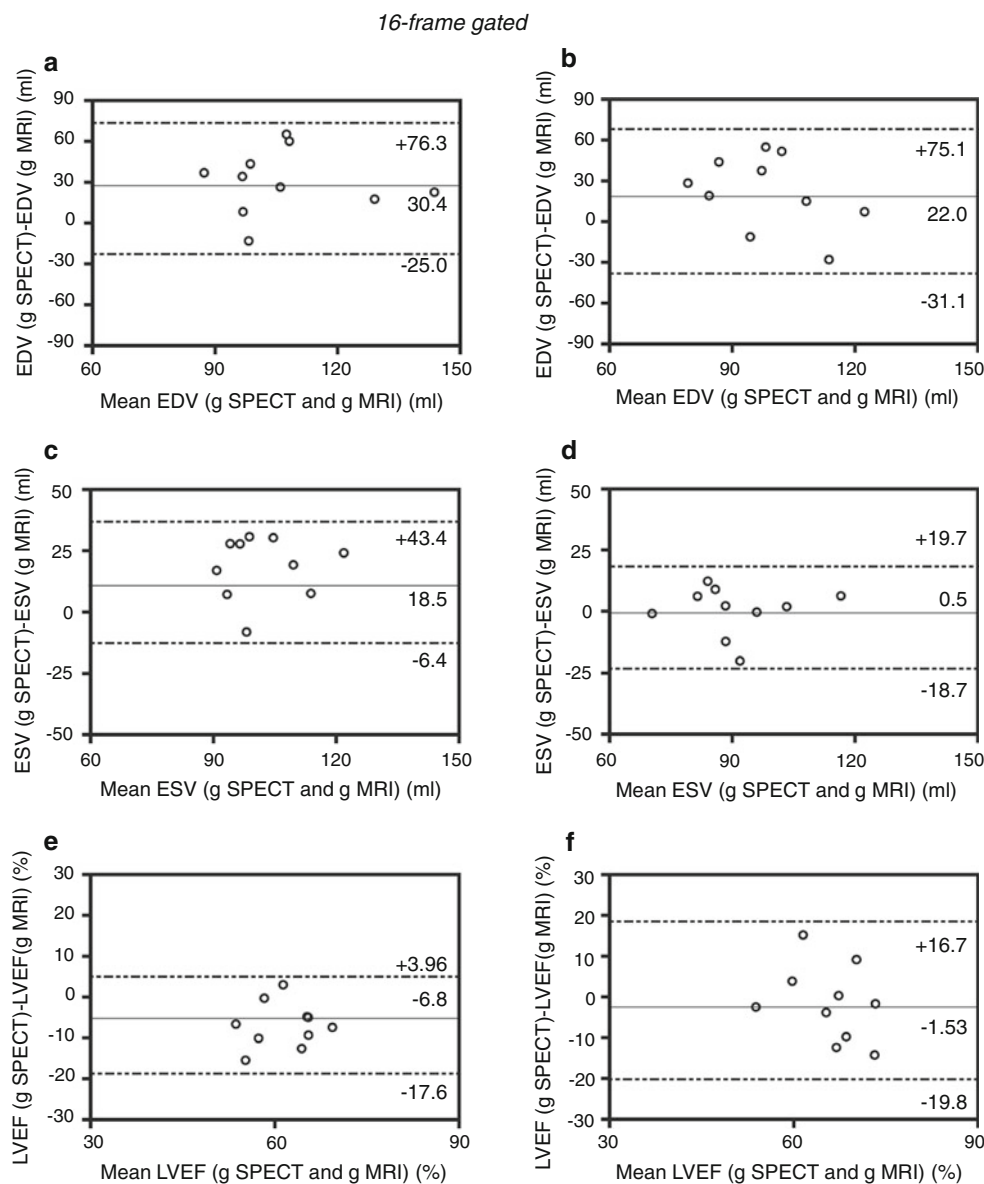 16-frame gated
a
EDV (g SPECT)-EDV (g MRI) (ml)
90
60
30
0
-30
-60
-90
+76.3
30.4
-25.0
60 90 120 150
Mean EDV (g SPECT and g MRI) (ml)
b
EDV (g SPECT)-EDV (g MRI) (ml)
90
60
30
0
-30
-60
-90
+75.1
22.0
-31.1
60 90 120 150
Mean EDV (g SPECT and g MRI) (ml)
c
ESV (g SPECT)-ESV (g MRI) (ml)
50
25
0
-25
-50
+43.4
18.5
-6.4
60 90 120 150
Mean ESV (g SPECT and g MRI) (ml)
d
ESV (g SPECT)-ESV (g MRI) (ml)
50
25
0
-25
-50
+19.7
0.5
-18.7
60 90 120 150
Mean ESV (g SPECT and g MRI) (ml)
e
LVEF (g SPECT)-LVEF(g MRI) (%)
30
20
10
0
-10
-20
-30
+3.96
-6.8
-17.6
30 60 90
Mean LVEF (g SPECT and g MRI) (%)
f
LVEF (g SPECT)-LVEF(g MRI) (%)
30
20
10
0
-10
-20
-30
+16.7
-1.53
-19.8
30 60 90
Mean LVEF (g SPECT and g MRI) (%)